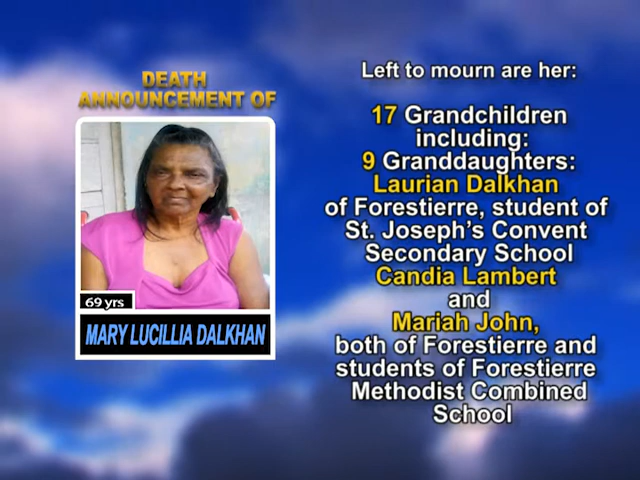 DEATH
ANNOUNCEMENT OF
69 yrs
MARY LUCILLIA DALKHAN
Left to mourn are her:
17 Grandchildren
including:
9 Granddaughters:
Laurian Dalkhan
of Forestierre, student of
St. Joseph's Convent
Secondary School
Candia Lambert
and
Mariah John,
both of Forestierre and
students of Forestierre
Methodist Combined
School